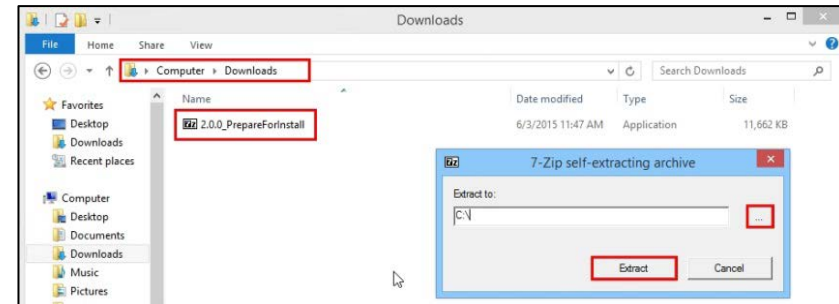 Downloads
File Home Share View
Computer Downloads
Search Downloads
Name Date modified Type Size
2.0.0_PrepareForInstall 6/3/2015 11:47 AM Application 11,662 KB
Favorites
Desktop
Downloads
Recent places
Computer
Desktop
Documents
Downloads
Music
Pictures
7-Zip self-extracting archive
Extract to:
C:\
...
Extract Cancel